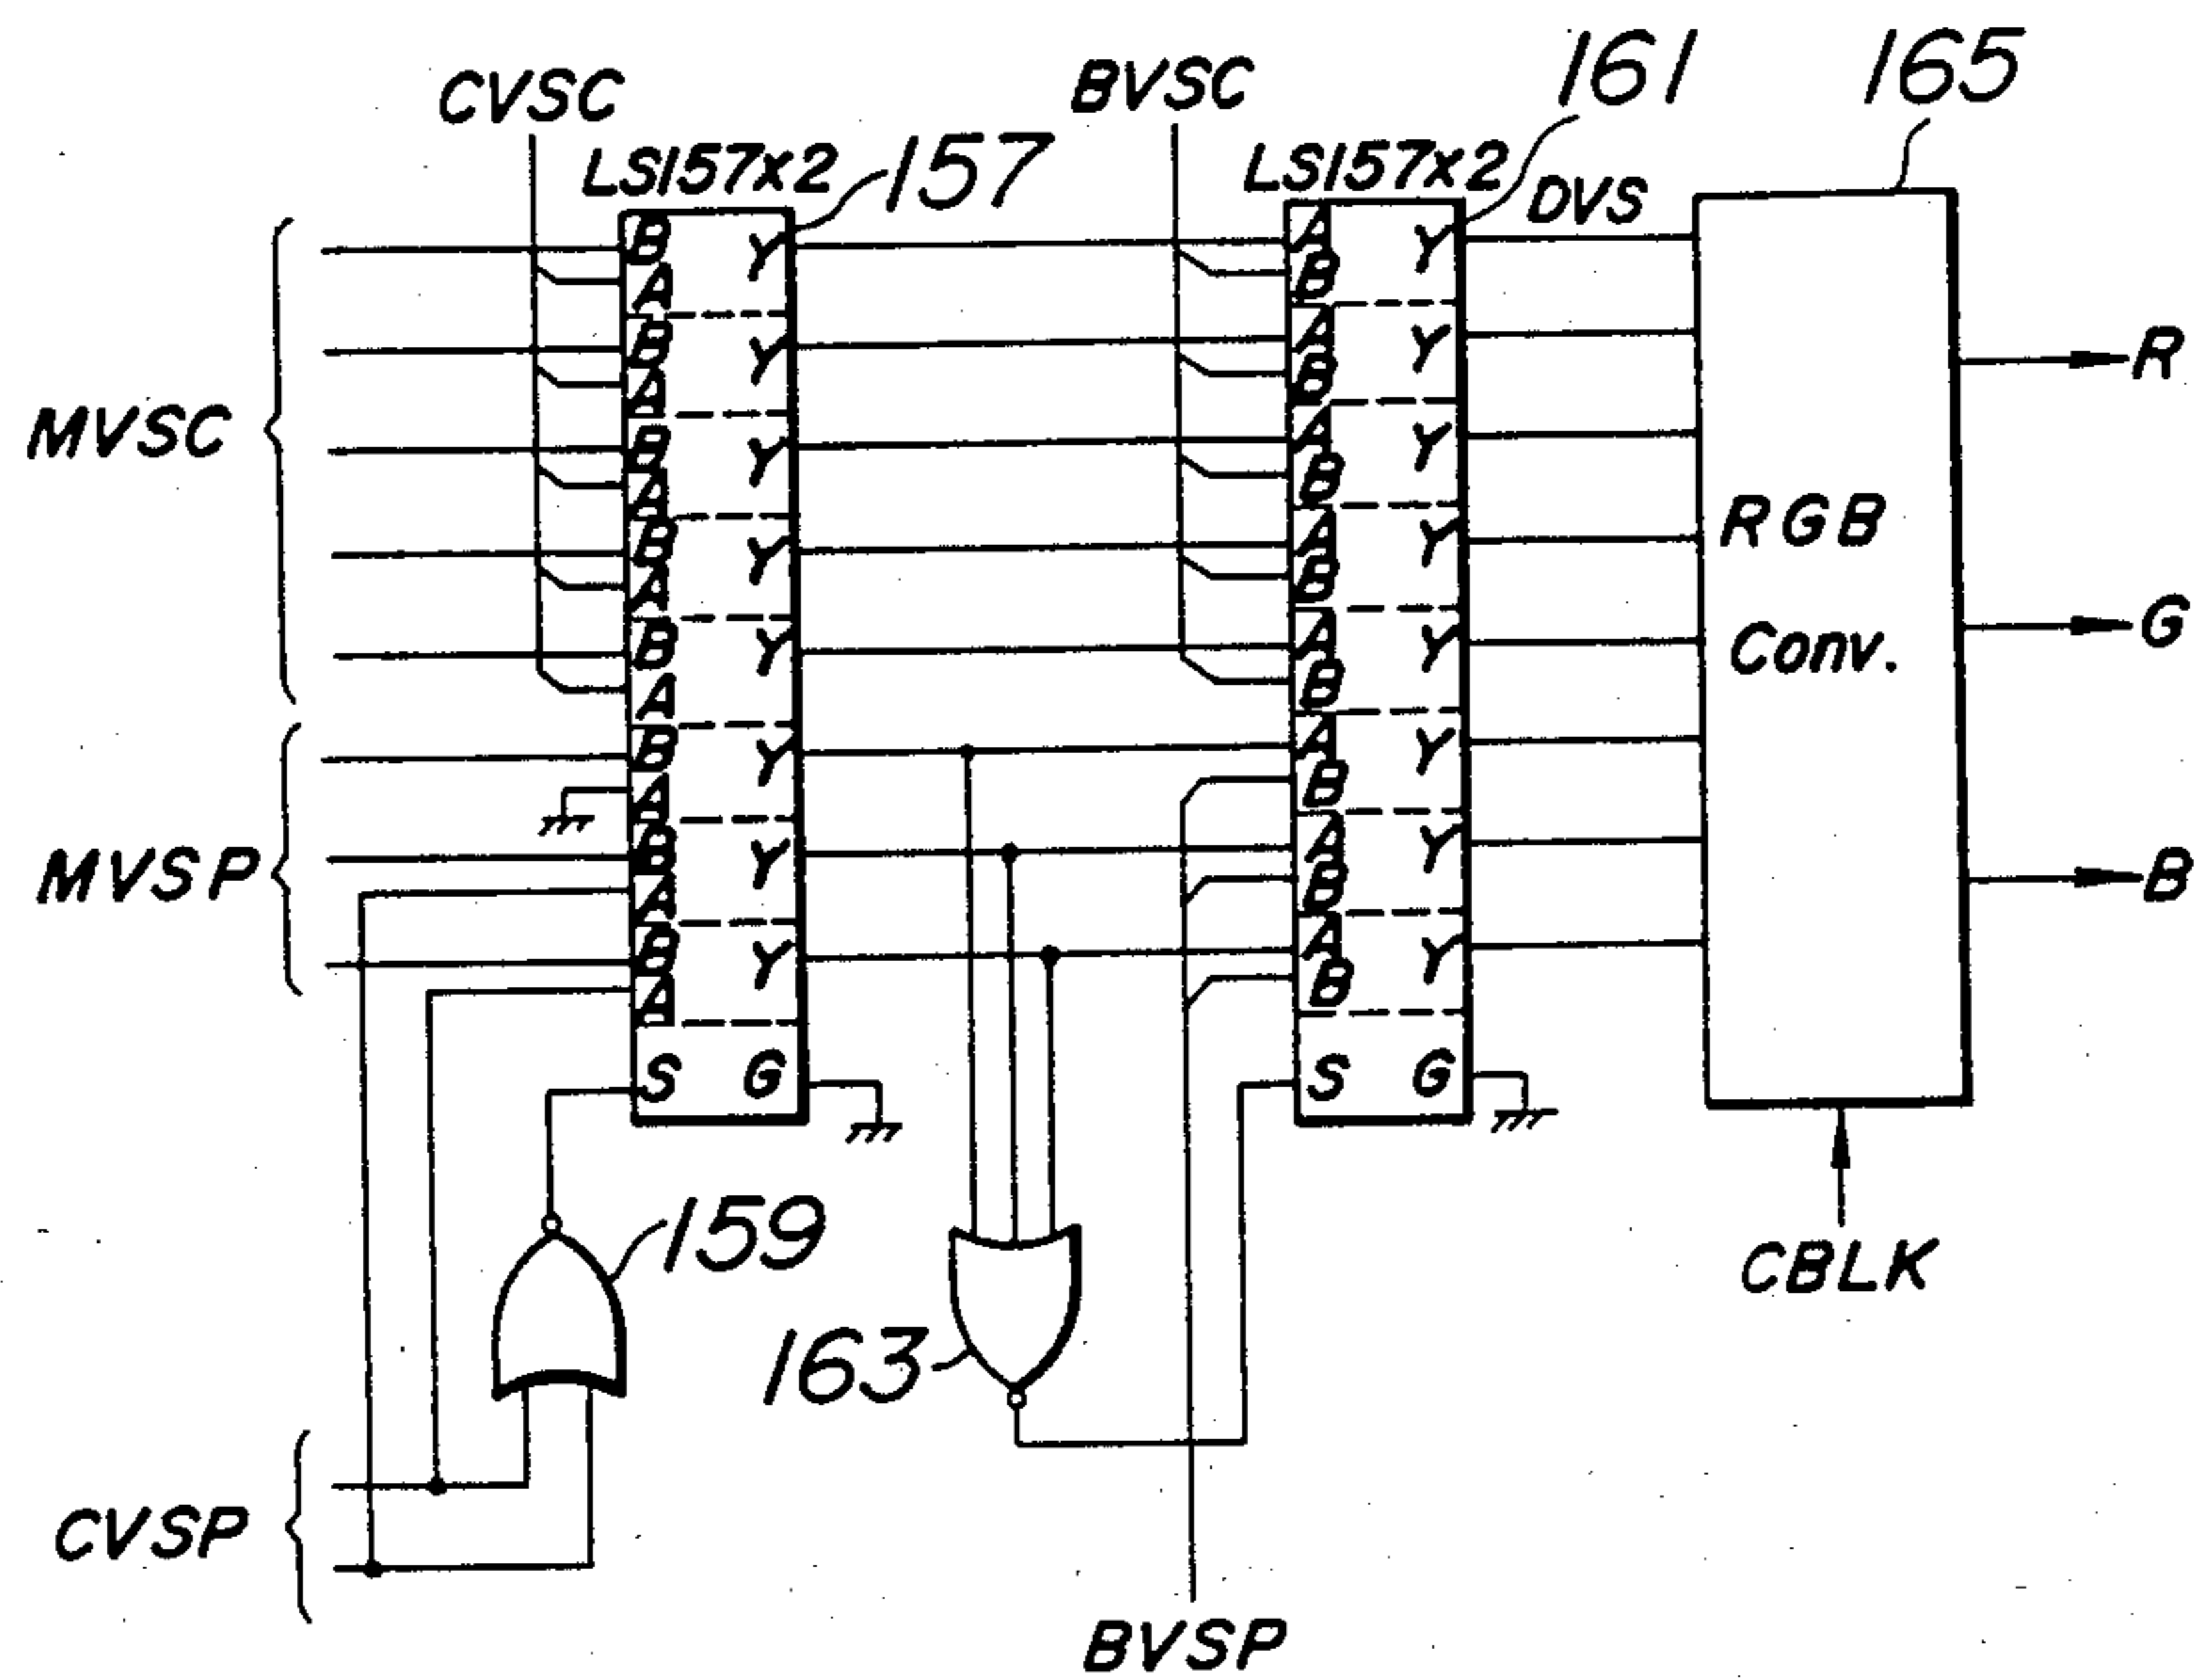 CVSC
BVSC
161
165
LS157x2
157
LS157x2
DVS
MVSC
MVSP
B Y A B Y
A B
B Y A Y
A B
B Y A Y
A B
B Y A Y
A B
B Y A Y
A B
B Y A Y
A B
B Y A Y
A B
B Y A Y
A B
S G
S G
RGB
Conv.
R
G
B
159
163
CBLK
CVSP
BVSP